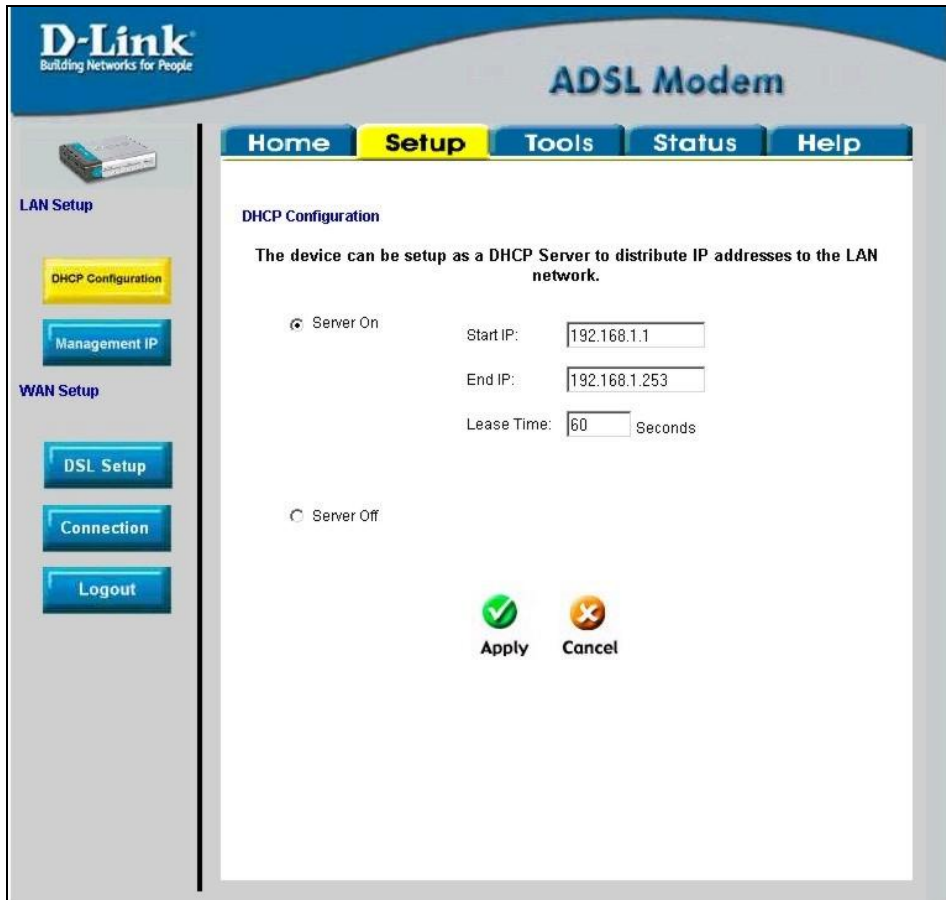 D-Link
Building Networks for People
ADSL Modem
Home Setup Tools Status Help
LAN Setup
DHCP Configuration
Management IP
WAN Setup
DSL Setup
Connection
Logout
DHCP Configuration
The device can be setup as a DHCP Server to distribute IP addresses to the LAN
network.
Server On
Start IP: 192.168.1.1
End IP: 192.168.1.253
Lease Time: 60 Seconds
Server Off
Apply Cancel